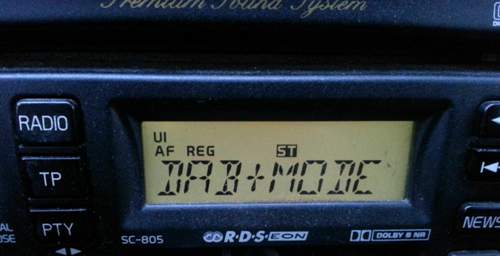 Premium Sound System
RADIO
UI
AF REG ST
DAB+MODE
TP
PTY
SC-805
R·D·S EON
DOLBY B NR
NEWS